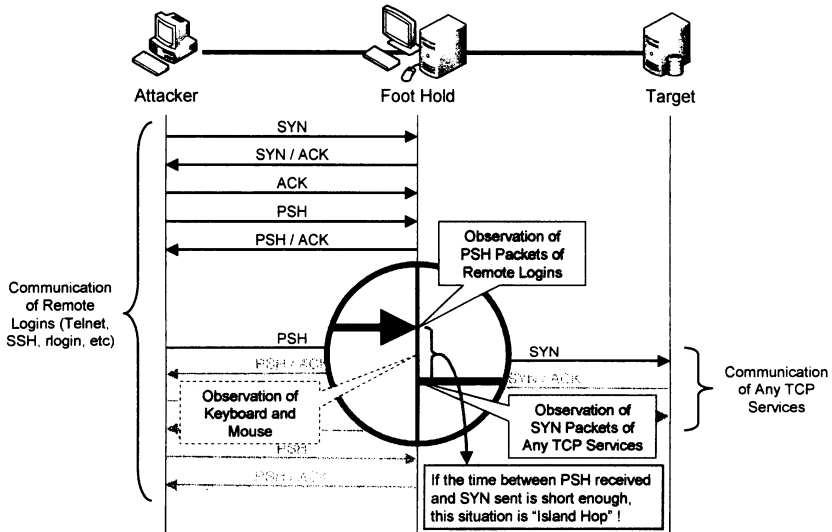 Attacker
Foot Hold
Target
SYN
SYN / ACK
ACK
PSH
PSH / ACK
Observation of
PSH Packets of
Remote Logins
Communication
of Remote
Logins (Telnet,
SSH, rlogin, etc)
PSH
SYN
PSH / ACK
SYN / ACK
Communication
of Any TCP
Services
Observation of
Keyboard and
Mouse
Observation of
SYN Packets of
Any TCP Services
PSH
PSH / ACK
If the time between PSH received
and SYN sent is short enough,
this situation is "Island Hop" !